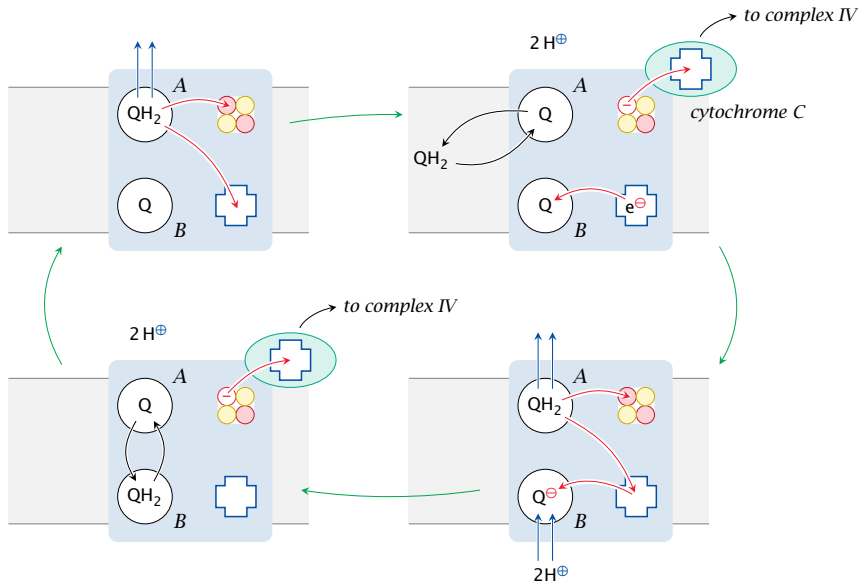 A
QH₂
Q
B
2 H⊕
to complex IV
A
Q
−
cytochrome C
QH₂
Q
e⊖
B
2 H⊕
to complex IV
A
Q
−
QH₂
B
A
QH₂
Q⊖
B
2H⊕